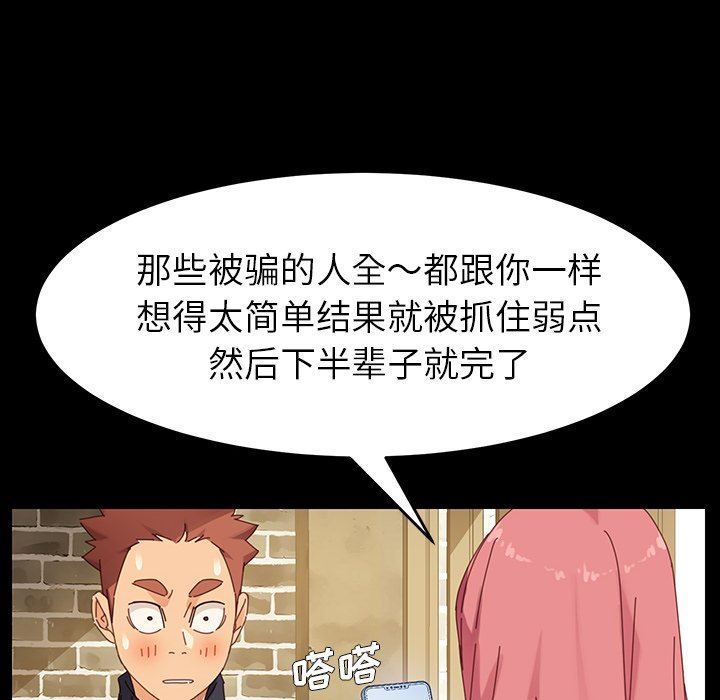 那些被骗的人全～都跟你一样
想得太简单结果就被抓住弱点
然后下半辈子就完了
嗒嗒